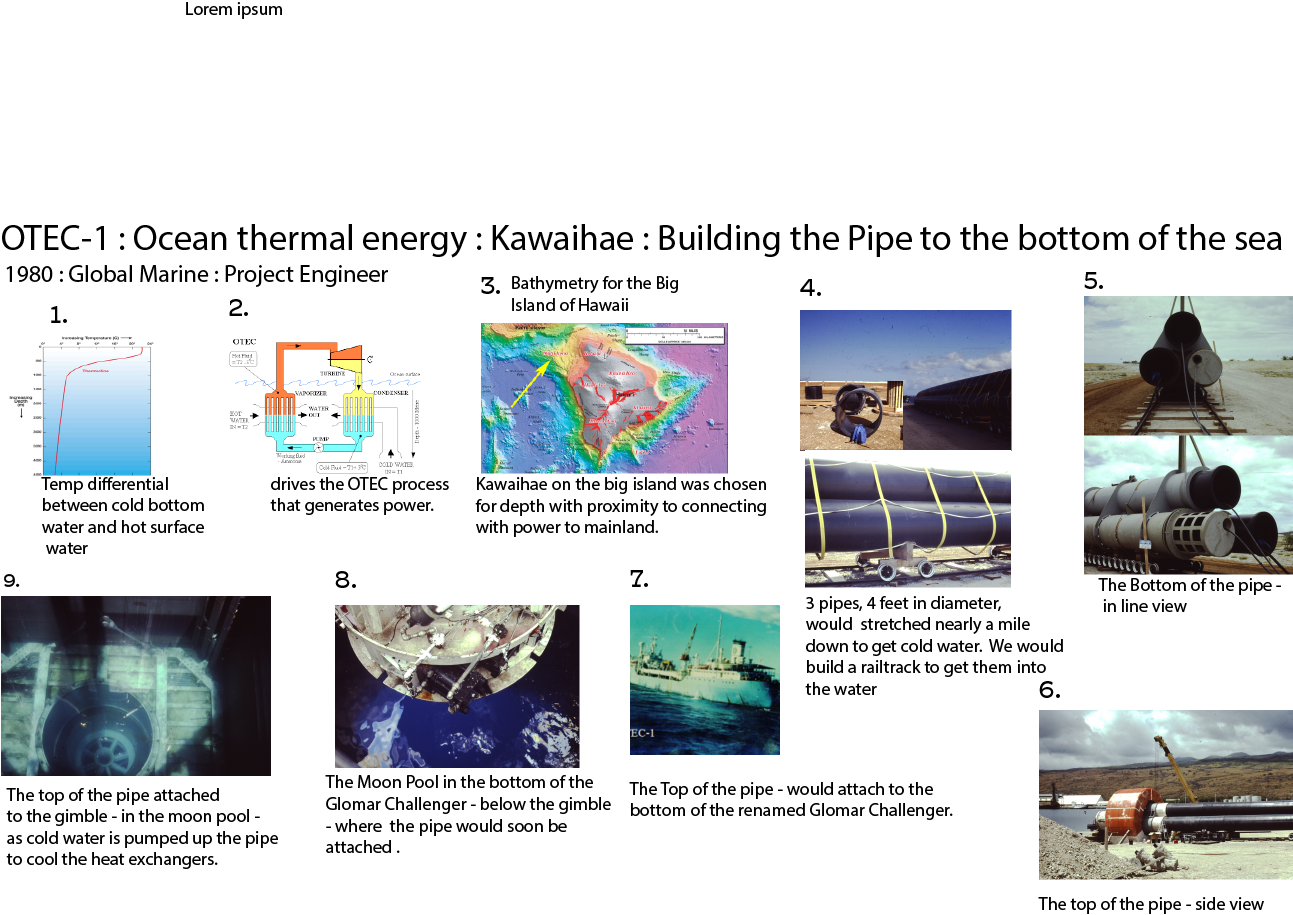 Lorem ipsum
OTEC-1 : Ocean thermal energy : Kawaihae : Building the Pipe to the bottom of the sea
1980 : Global Marine : Project Engineer
1.
Increasing Temperature (C)
Increasing
Depth
(m)
Thermocline
Temp differential
between cold bottom
water and hot surface
water
2.
OTEC
Hot Fluid
TURBINE
Ocean surface
VAPORIZER
CONDENSER
HOT
WATER
IN = T2
WATER
OUT
PUMP
Working fluid
Ammonia
COLD WATER
IN = T1
drives the OTEC process
that generates power.
3.
Bathymetry for the Big
Island of Hawaii
Kawaihae on the big island was chosen
for depth with proximity to connecting
with power to mainland.
4.
3 pipes, 4 feet in diameter,
would  stretched nearly a mile
down to get cold water.  We would
build a railtrack to get them into
the water
5.
The Bottom of the pipe -
in line view
6.
The top of the pipe - side view
7.
EC-1
The Top of the pipe - would attach to the
bottom of the renamed Glomar Challenger.
8.
The Moon Pool in the bottom of the
Glomar Challenger - below the gimble
- where  the pipe would soon be
attached .
9.
The top of the pipe attached
to the gimble - in the moon pool -
as cold water is pumped up the pipe
to cool the heat exchangers.